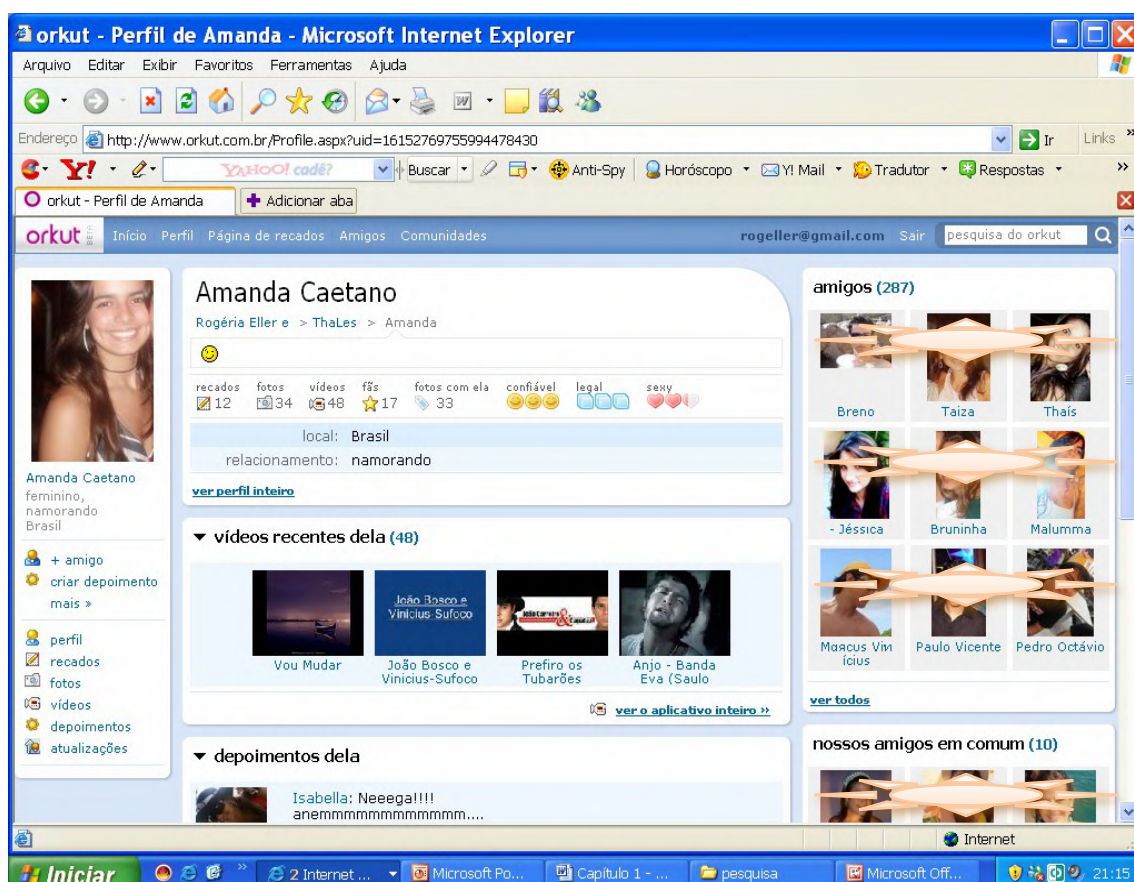 orkut - Perfil de Amanda - Microsoft Internet Explorer
Arquivo Editar Exibir Favoritos Ferramentas Ajuda
Endereço http://www.orkut.com.br/Profile.aspx?uid=16152769755994478430 Ir Links »
Y! YAHOO! cadê? Buscar Anti-Spy Horóscopo Y! Mail Tradutor Respostas »
orkut - Perfil de Amanda Adicionar aba
orkut BETA Início Perfil Página de recados Amigos Comunidades rogeller@gmail.com Sair pesquisa do orkut
Amanda Caetano
feminino,
namorando
Brasil
+ amigo
criar depoimento
mais »
perfil
recados
fotos
vídeos
depoimentos
atualizações
Amanda Caetano
Rogéria Eller e > ThaLes > Amanda
recados fotos vídeos fãs fotos com ela confiável legal sexy
12 34 48 17 33
local: Brasil
relacionamento: namorando
ver perfil inteiro
vídeos recentes dela (48)
João Bosco e
Vinicius-Sufoco
Vou Mudar João Bosco e Prefiro os Anjo - Banda
Vinicius-Sufoco Tubarões Eva (Saulo
ver o aplicativo inteiro »
depoimentos dela
Isabella: Neeega!!!!
anemmmmmmmmmmmm....
amigos (287)
Breno Taiza Thaís
- Jéssica Bruninha Malumma
Paulo Vicente Pedro Octávio
ícius
ver todos
nossos amigos em comum (10)
Internet
Iniciar » 2 Internet ... Microsoft Po... Capítulo 1 - ... pesquisa Microsoft Off... 21:15